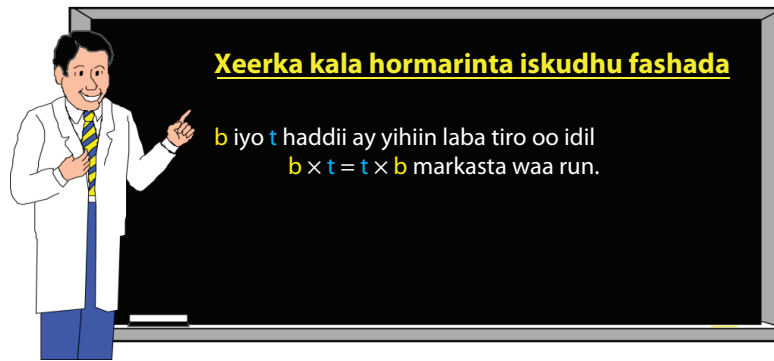 Xeerka kala hormarinta iskudhu fashada
b iyo t haddii ay yihiin laba tiro oo idil
b × t = t × b markasta waa run.